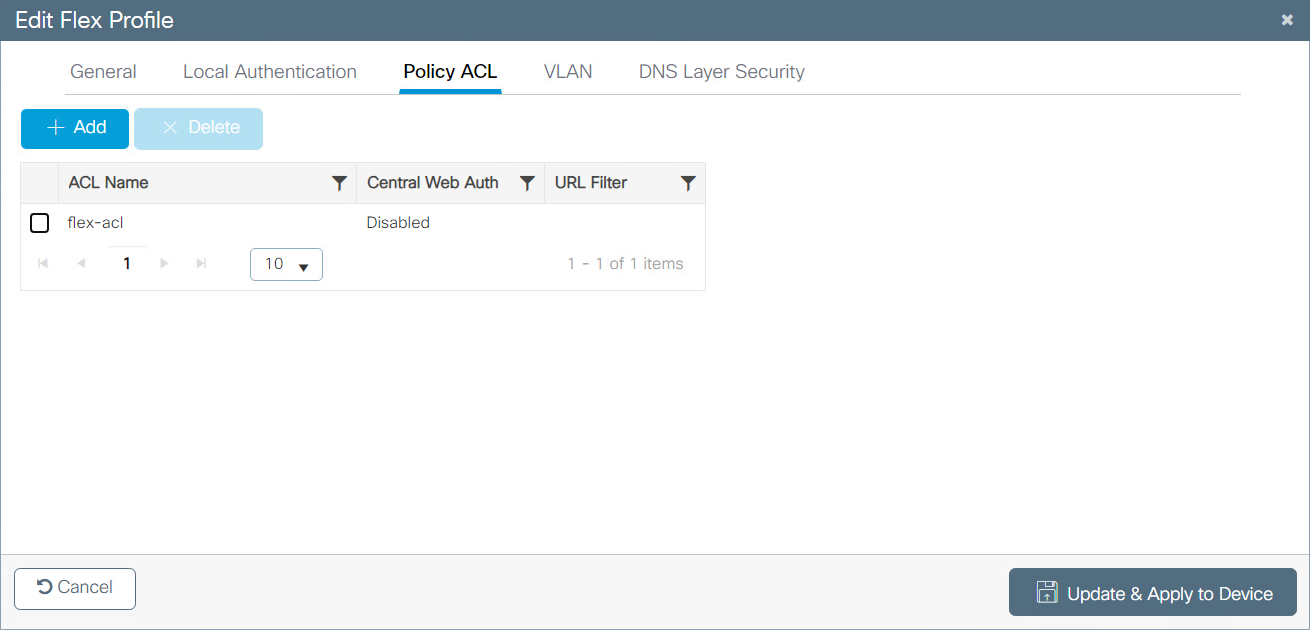 Edit Flex Profile
General Local Authentication Policy ACL VLAN DNS Layer Security
Add Delete
ACL Name Central Web Auth URL Filter
flex-acl Disabled
1 10 1 - 1 of 1 items
Cancel Update & Apply to Device